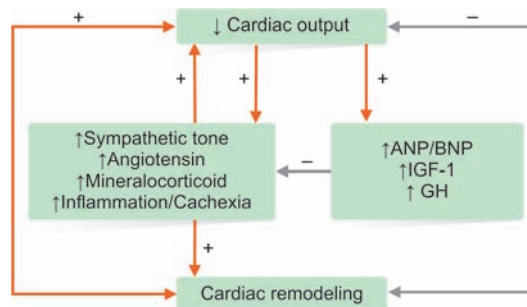 +
–
↓ Cardiac output
+
+
+
↑Sympathetic tone
↑Angiotensin
↑Mineralocorticoid
↑Inflammation/Cachexia
–
↑ANP/BNP
↑IGF-1
↑ GH
+
Cardiac remodeling